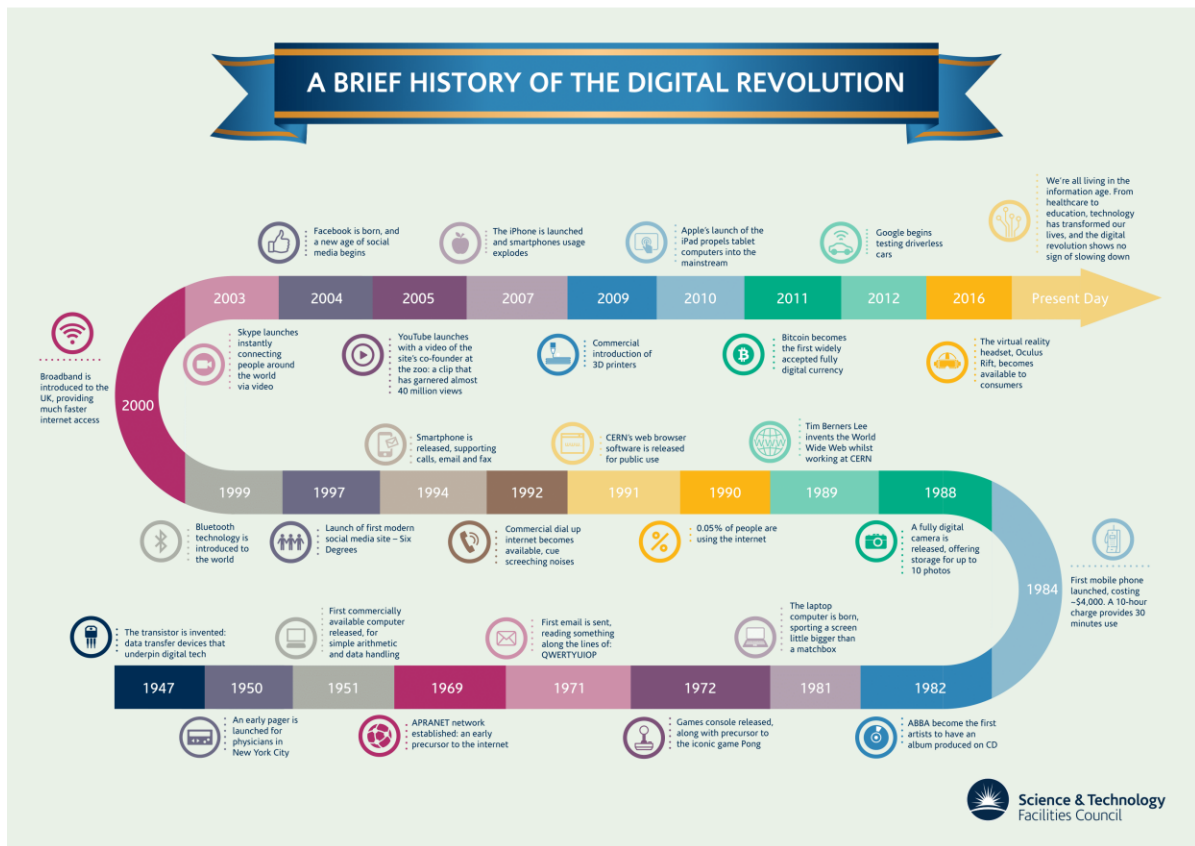 A BRIEF HISTORY OF THE DIGITAL REVOLUTION
We're all living in the
information age. From
healthcare to
education, technology
has transformed our
lives, and the digital
revolution shows no
sign of slowing down
Facebook is born, and
a new age of social
media begins
The iPhone is launched
and smartphones usage
explodes
Apple's launch of the
iPad propels tablet
computers into the
mainstream
Google begins
testing driverless
cars
2003
2004
2005
2007
2009
2010
2011
2012
2016
Present Day
Skype launches
instantly
connecting
people around
the world
via video
YouTube launches
with a video of the
site's co-founder at
the zoo: a clip that
has garnered almost
40 million views
Commercial
introduction of
3D printers
Bitcoin becomes
the first widely
accepted fully
digital currency
The virtual reality
headset, Oculus
Rift, becomes
available to
consumers
Broadband is
introduced to the
UK, providing
much faster
internet access
2000
Smartphone is
released, supporting
calls, email and fax
CERN's web browser
software is released
for public use
WWW
Tim Berners Lee
invents the World
Wide Web whilst
working at CERN
1999
1997
1994
1992
1991
1990
1989
1988
Bluetooth
technology is
introduced to
the world
Launch of first modern
social media site – Six
Degrees
Commercial dial up
internet becomes
available, cue
screeching noises
%
0.05% of people are
using the internet
A fully digital
camera is
released, offering
storage for up to
10 photos
1984
First mobile phone
launched, costing
~$4,000. A 10-hour
charge provides 30
minutes use
The transistor is invented:
data transfer devices that
underpin digital tech
First commercially
available computer
released, for
simple arithmetic
and data handling
First email is sent,
reading something
along the lines of:
QWERTYUIOP
The laptop
computer is born,
sporting a screen
little bigger than
a matchbox
1947
1950
1951
1969
1971
1972
1981
1982
An early pager is
launched for
physicians in
New York City
APRANET network
established: an early
precursor to the internet
Games console released,
along with precursor to
the iconic game Pong
ABBA become the first
artists to have an
album produced on CD
Science & Technology
Facilities Council